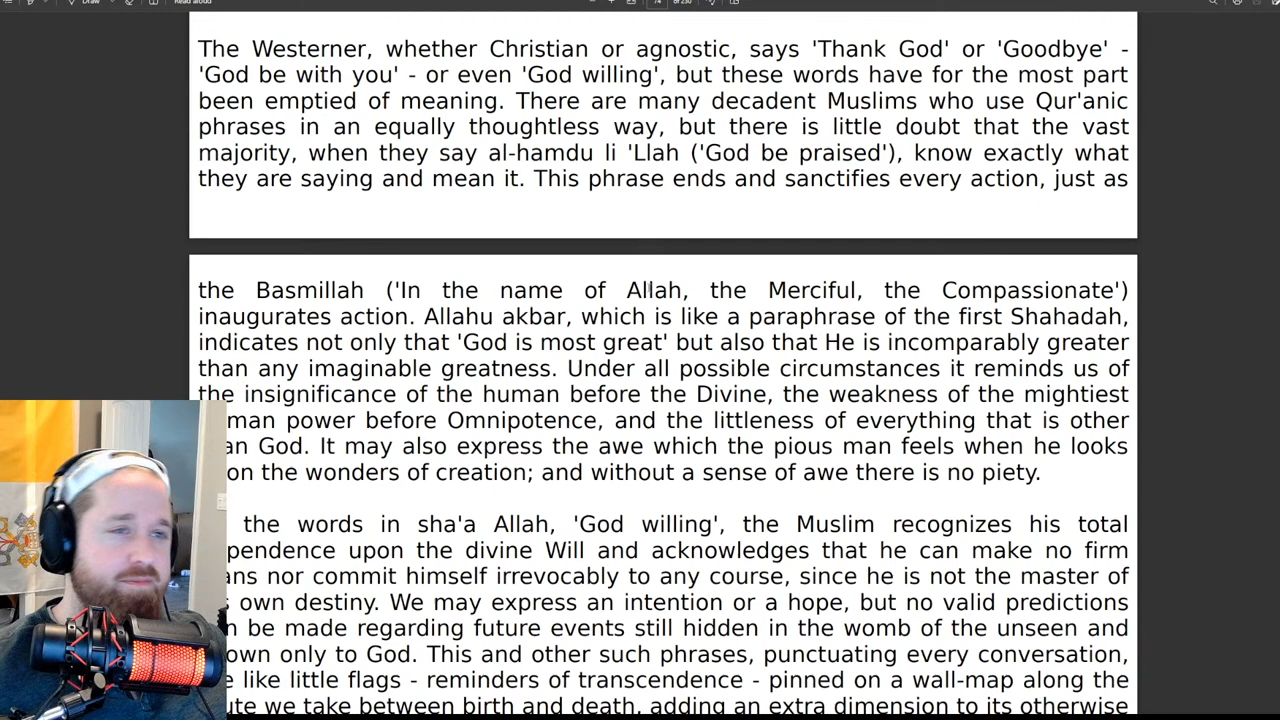 Draw
Read aloud
74
of 230
The Westerner, whether Christian or agnostic, says 'Thank God' or 'Goodbye' -
'God be with you' - or even 'God willing', but these words have for the most part
been emptied of meaning. There are many decadent Muslims who use Qur'anic
phrases in an equally thoughtless way, but there is little doubt that the vast
majority, when they say al-hamdu li 'Llah ('God be praised'), know exactly what
they are saying and mean it. This phrase ends and sanctifies every action, just as
the Basmillah ('In the name of Allah, the Merciful, the Compassionate')
inaugurates action. Allahu akbar, which is like a paraphrase of the first Shahadah,
indicates not only that 'God is most great' but also that He is incomparably greater
than any imaginable greatness. Under all possible circumstances it reminds us of
the insignificance of the human before the Divine, the weakness of the mightiest
man power before Omnipotence, and the littleness of everything that is other
an God. It may also express the awe which the pious man feels when he looks
on the wonders of creation; and without a sense of awe there is no piety.
the words in sha'a Allah, 'God willing', the Muslim recognizes his total
pendence upon the divine Will and acknowledges that he can make no firm
ans nor commit himself irrevocably to any course, since he is not the master of
own destiny. We may express an intention or a hope, but no valid predictions
n be made regarding future events still hidden in the womb of the unseen and
own only to God. This and other such phrases, punctuating every conversation,
e like little flags - reminders of transcendence - pinned on a wall-map along the
ute we take between birth and death, adding an extra dimension to its otherwise